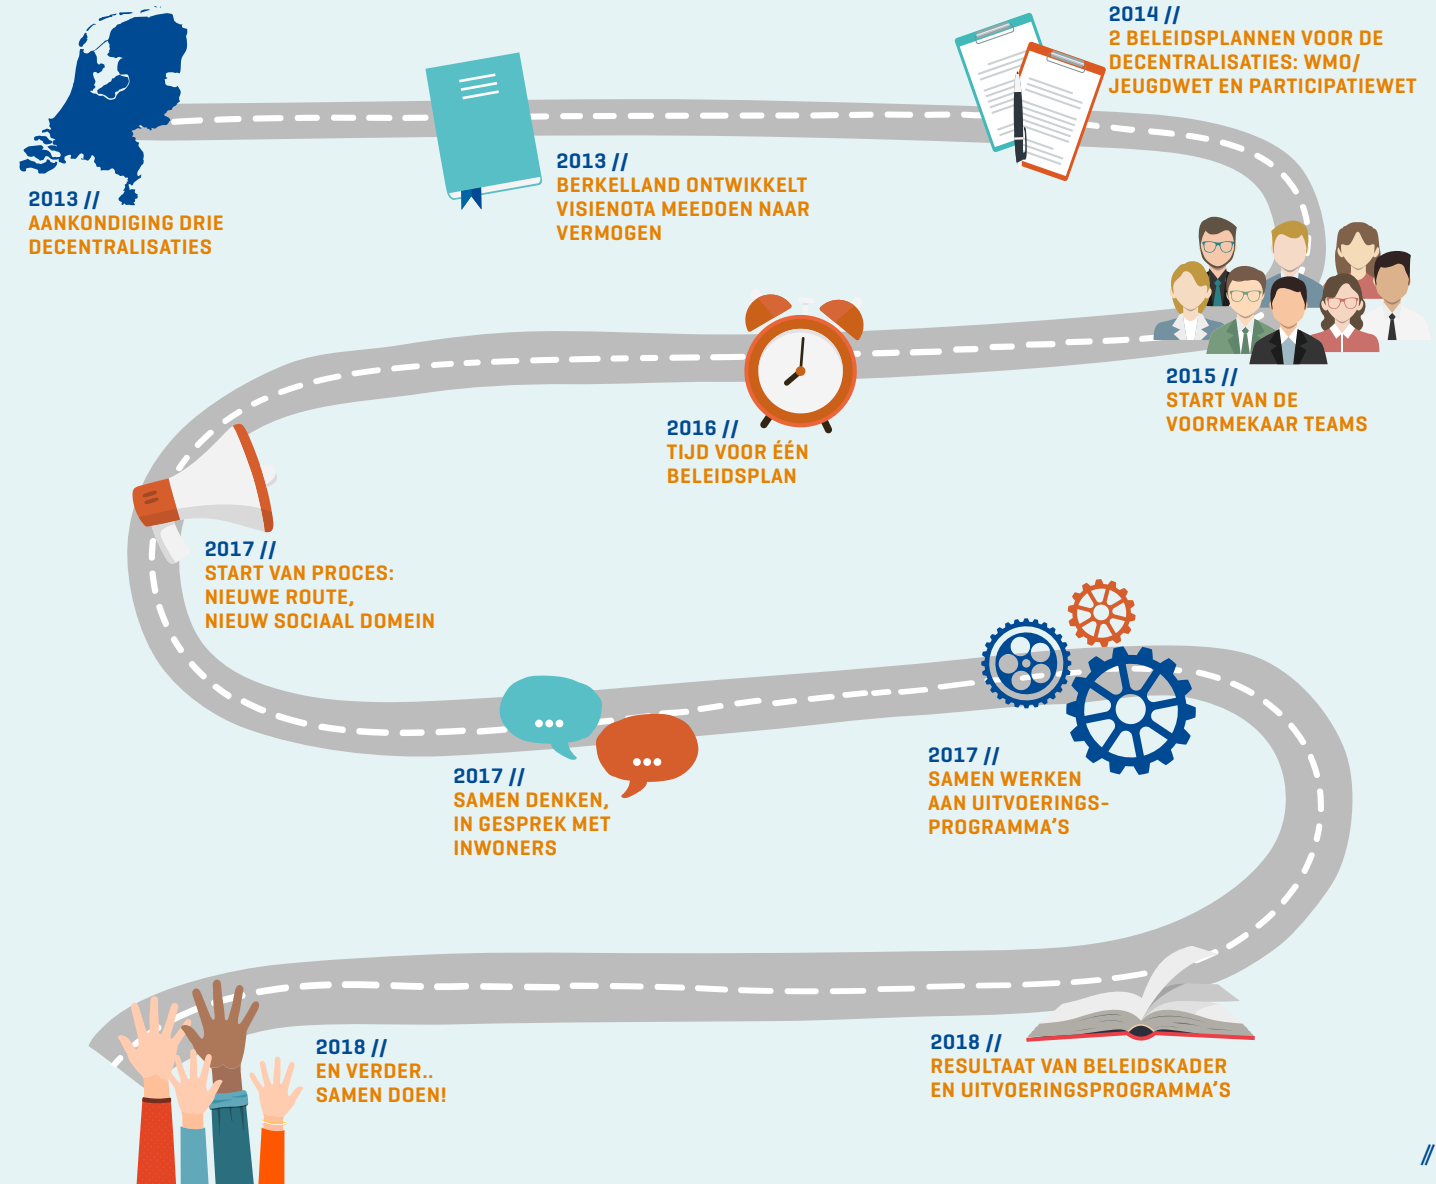 2013 //
AANKONDIGING DRIE
DECENTRALISATIES
2013 //
BERKELLAND ONTWIKKELT
VISIENOTA MEEDOEN NAAR
VERMOGEN
2014 //
2 BELEIDSPLANNEN VOOR DE
DECENTRALISATIES: WMO/
JEUGDWET EN PARTICIPATIEWET
2015 //
START VAN DE
VOORMEKAAR TEAMS
2016 //
TIJD VOOR ÉÉN
BELEIDSPLAN
2017 //
START VAN PROCES:
NIEUWE ROUTE,
NIEUW SOCIAAL DOMEIN
2017 //
SAMEN DENKEN,
IN GESPREK MET
INWONERS
2017 //
SAMEN WERKEN
AAN UITVOERINGS-
PROGRAMMA'S
2018 //
RESULTAAT VAN BELEIDSKADER
EN UITVOERINGSPROGRAMMA'S
2018 //
EN VERDER..
SAMEN DOEN!
//